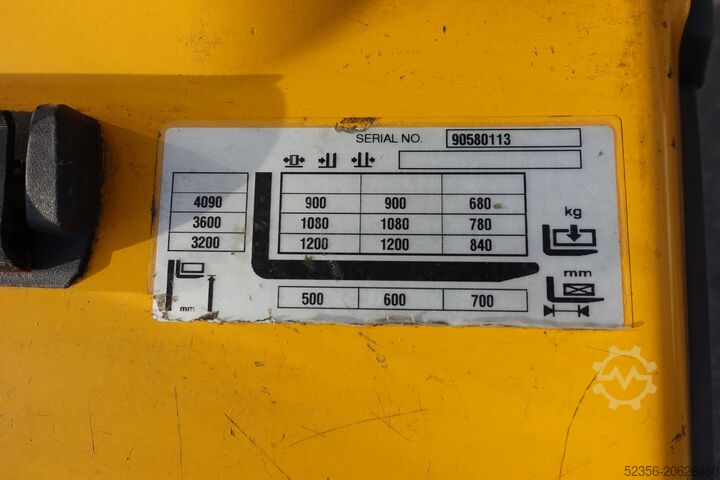 SERIAL NO. 90580113
4090 900 900 680
3600 1080 1080 780
3200 1200 1200 840
kg
mm
mm
500 600 700
52356-20626480